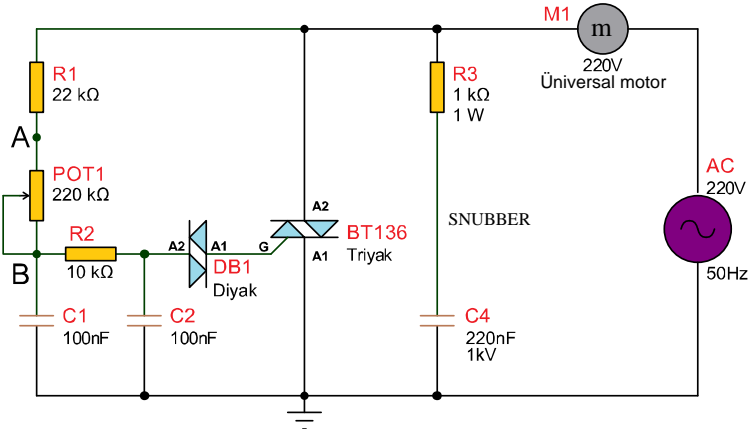 M1
m
220V
Üniversal motor
R1
22 kΩ
R3
1 kΩ
1 W
A
POT1
220 kΩ
AC
220V
50Hz
A2
SNUBBER
BT136
Triyak
A1
G
R2
10 kΩ
B
A2
A1
DB1
Diyak
C1
100nF
C2
100nF
C4
220nF
1kV